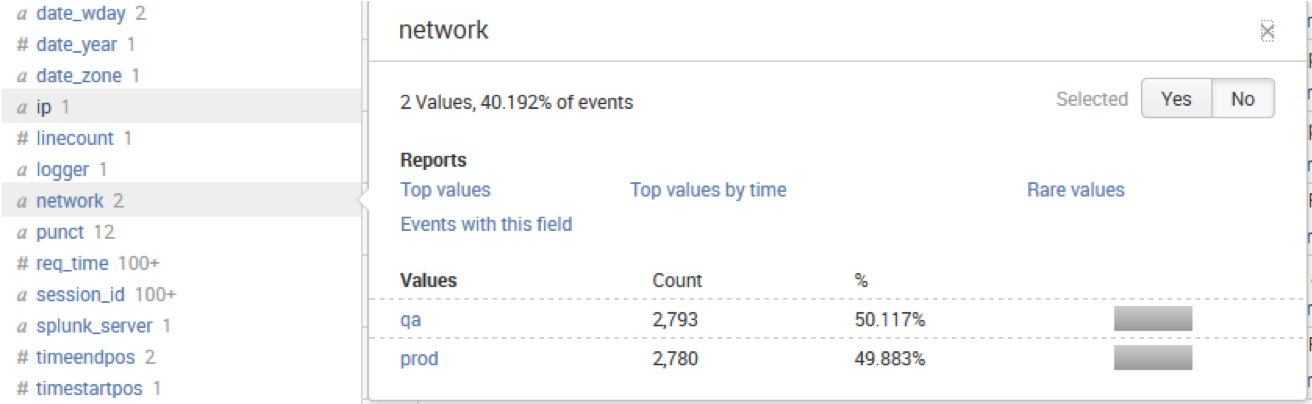 a date_wday 2
# date_year 1
a date_zone 1
a ip 1
# linecount 1
a logger 1
a network 2
a punct 12
# req_time 100+
a session_id 100+
a splunk_server 1
# timeendpos 2
# timestartpos 1
network
2 Values, 40.192% of events
Selected Yes No
Reports
Top values Top values by time Rare values
Events with this field
Values Count %
qa 2,793 50.117%
prod 2,780 49.883%